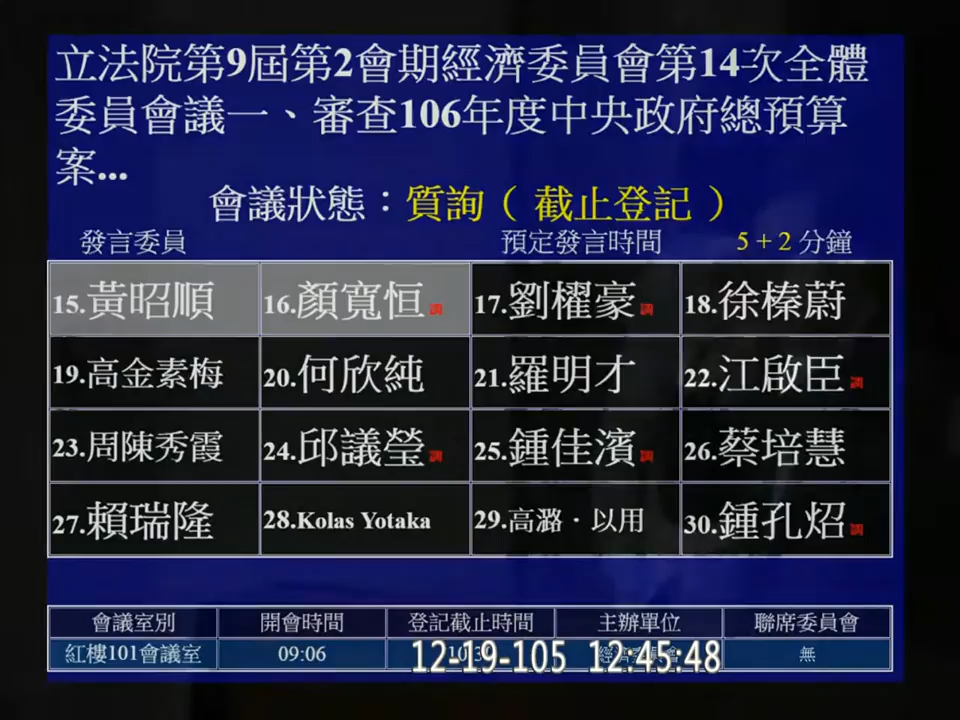 立法院第9屆第2會期經濟委員會第14次全體
委員會議一、審查106年度中央政府總預算
案...
會議狀態：質詢（截止登記）
發言委員 預定發言時間 5+2 分鐘
15.黃昭順 16.顏寬恒調 17.劉櫂豪調 18.徐榛蔚
19.高金素梅 20.何欣純 21.羅明才 22.江啟臣調
23.周陳秀霞 24.邱議瑩調 25.鍾佳濱調 26.蔡培慧
27.賴瑞隆 28.Kolas Yotaka 29.高潞．以用 30.鍾孔炤調
會議室別 開會時間 登記截止時間 主辦單位 聯席委員會
紅樓101會議室 09:06 無
12-19-105 12:45:48